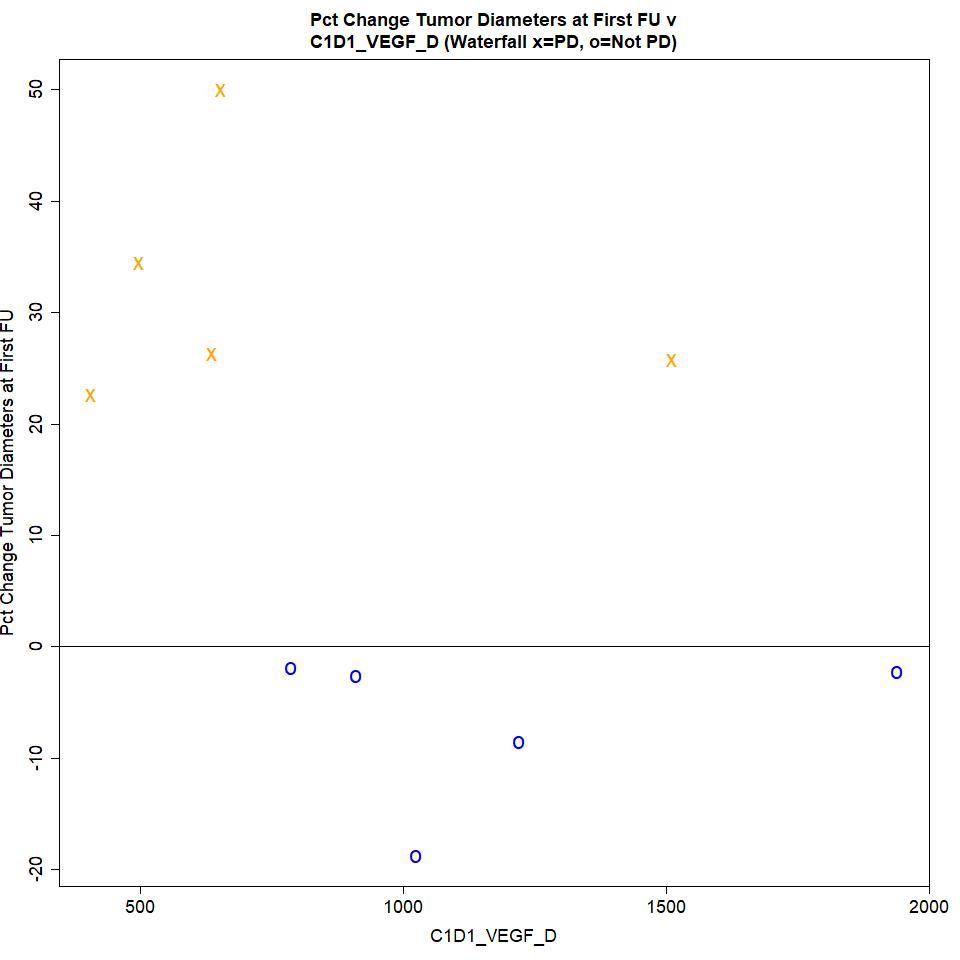 Pct Change Tumor Diameters at First FU v
C1D1_VEGF_D (Waterfall x=PD, o=Not PD)
Pct Change Tumor Diameters at First FU
50
40
30
20
10
0
-10
-20
X
X
X
X
X
O
O
O
O
O
500 1000 1500 2000
C1D1_VEGF_D